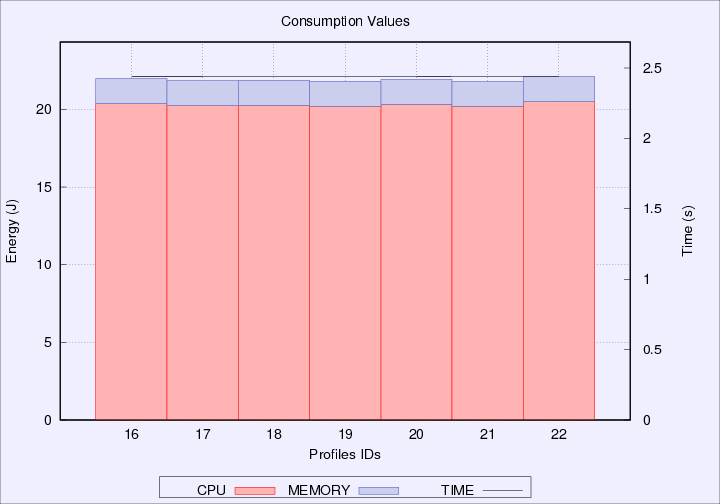 Consumption Values
Energy (J)
20
15
10
5
0
2.5
2
1.5
1
0.5
0
Time (s)
16 17 18 19 20 21 22
Profiles IDs
CPU MEMORY TIME